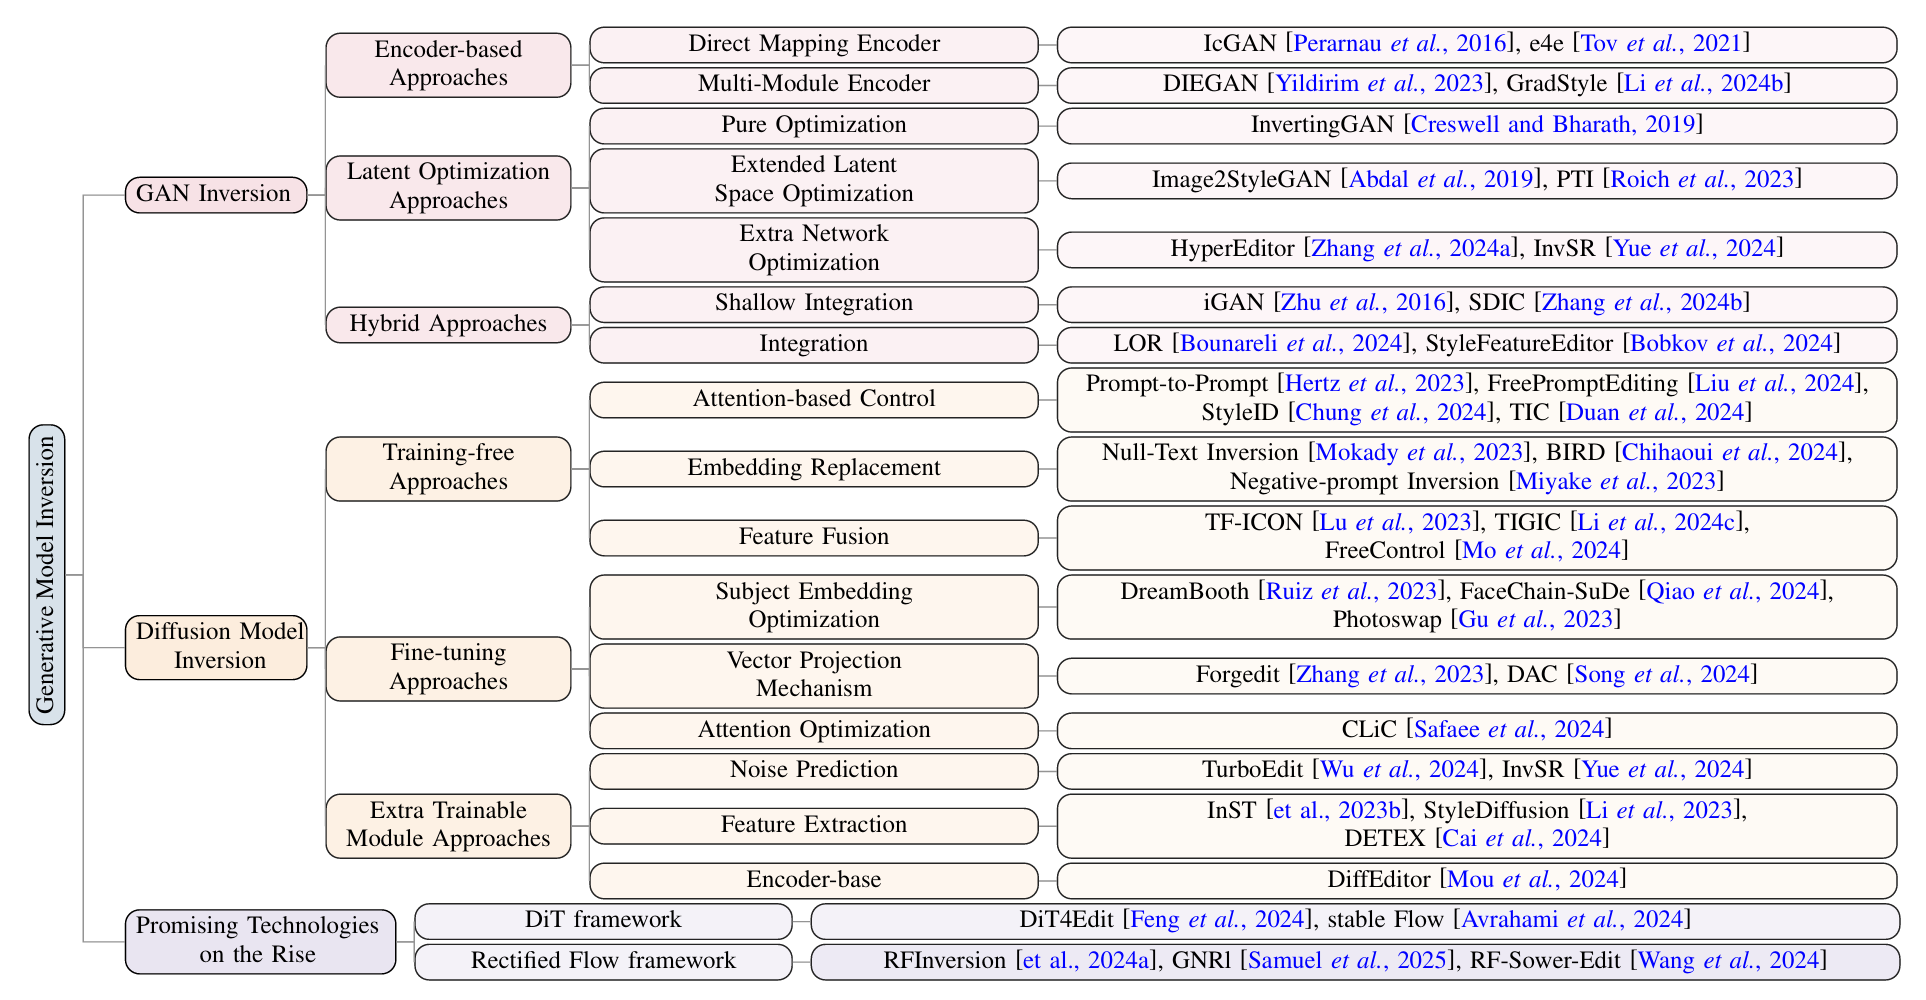 Generative Model Inversion
GAN Inversion
Encoder-based
Approaches
Direct Mapping Encoder
IcGAN [Perarnau et al., 2016], e4e [Tov et al., 2021]
Multi-Module Encoder
DIEGAN [Yildirim et al., 2023], GradStyle [Li et al., 2024b]
Latent Optimization
Approaches
Pure Optimization
InvertingGAN [Creswell and Bharath, 2019]
Extended Latent
Space Optimization
Image2StyleGAN [Abdal et al., 2019], PTI [Roich et al., 2023]
Extra Network
Optimization
HyperEditor [Zhang et al., 2024a], InvSR [Yue et al., 2024]
Hybrid Approaches
Shallow Integration
iGAN [Zhu et al., 2016], SDIC [Zhang et al., 2024b]
Integration
LOR [Bounareli et al., 2024], StyleFeatureEditor [Bobkov et al., 2024]
Diffusion Model
Inversion
Training-free
Approaches
Attention-based Control
Prompt-to-Prompt [Hertz et al., 2023], FreePromptEditing [Liu et al., 2024],
StyleID [Chung et al., 2024], TIC [Duan et al., 2024]
Embedding Replacement
Null-Text Inversion [Mokady et al., 2023], BIRD [Chihaoui et al., 2024],
Negative-prompt Inversion [Miyake et al., 2023]
Feature Fusion
TF-ICON [Lu et al., 2023], TIGIC [Li et al., 2024c],
FreeControl [Mo et al., 2024]
Fine-tuning
Approaches
Subject Embedding
Optimization
DreamBooth [Ruiz et al., 2023], FaceChain-SuDe [Qiao et al., 2024],
Photoswap [Gu et al., 2023]
Vector Projection
Mechanism
Forgedit [Zhang et al., 2023], DAC [Song et al., 2024]
Attention Optimization
CLiC [Safaee et al., 2024]
Extra Trainable
Module Approaches
Noise Prediction
TurboEdit [Wu et al., 2024], InvSR [Yue et al., 2024]
Feature Extraction
InST [et al., 2023b], StyleDiffusion [Li et al., 2023],
DETEX [Cai et al., 2024]
Encoder-base
DiffEditor [Mou et al., 2024]
Promising Technologies
on the Rise
DiT framework
DiT4Edit [Feng et al., 2024], stable Flow [Avrahami et al., 2024]
Rectified Flow framework
RFInversion [et al., 2024a], GNRl [Samuel et al., 2025], RF-Sower-Edit [Wang et al., 2024]